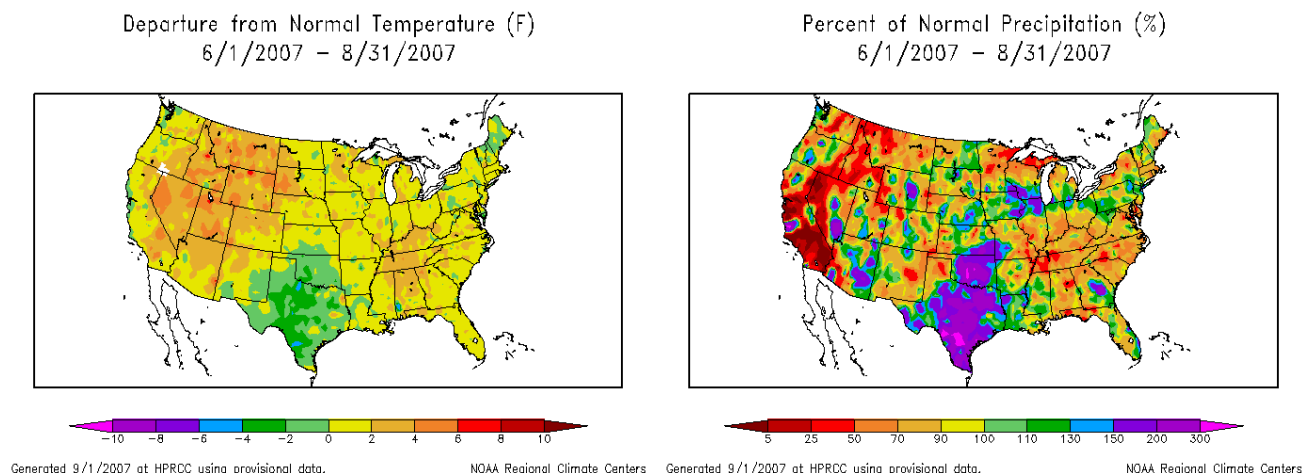 Departure from Normal Temperature (F)
6/1/2007 – 8/31/2007
-10 -8 -6 -4 -2 0 2 4 6 8 10
Generated 9/1/2007 at HPRCC using provisional data. NOAA Regional Climate Centers
Percent of Normal Precipitation (%)
6/1/2007 – 8/31/2007
5 25 50 70 90 100 110 130 150 200 300
Generated 9/1/2007 at HPRCC using provisional data. NOAA Regional Climate Centers